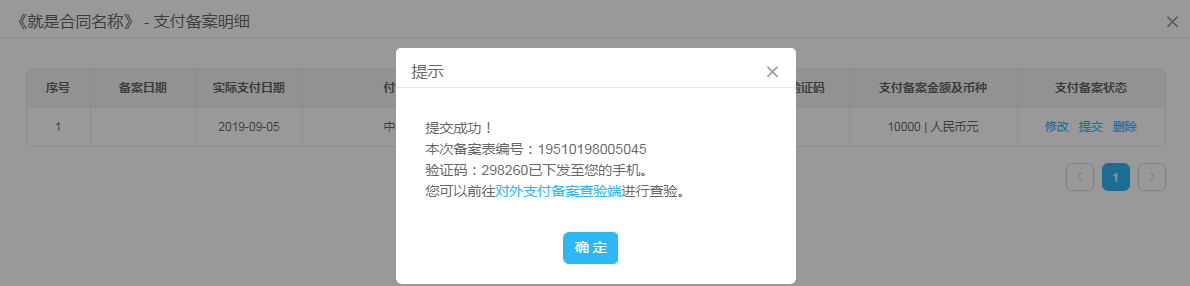 《就是合同名称》 - 支付备案明细
提示
序号 备案日期 实际支付日期 付 验证码 支付备案金额及币种 支付备案状态
1 2019-09-05 中 10000 | 人民币元 修改 提交 删除
提交成功！
本次备案表编号：19510198005045
验证码：298260已下发至您的手机。
您可以前往对外支付备案查验端进行查验。
1
确 定